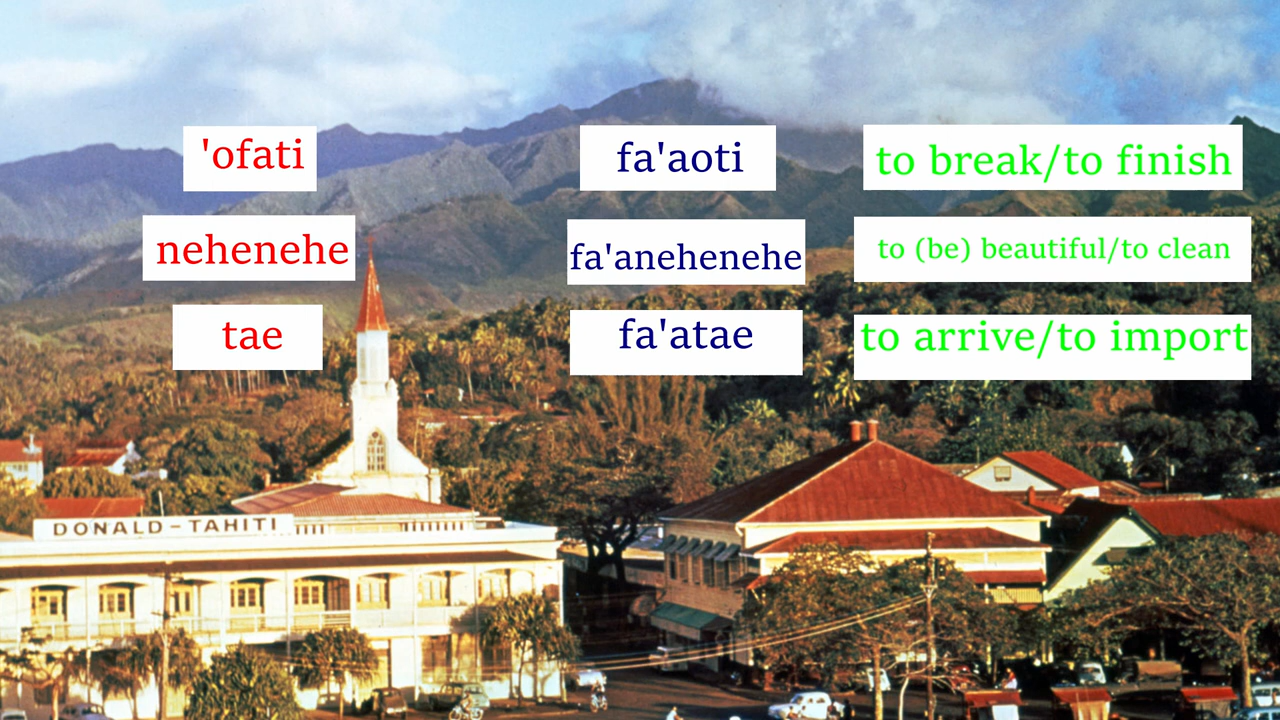 'ofati fa'aoti to break/to finish
nehenehe fa'anehenehe to (be) beautiful/to clean
tae fa'atae to arrive/to import
DONALD-TAHITI